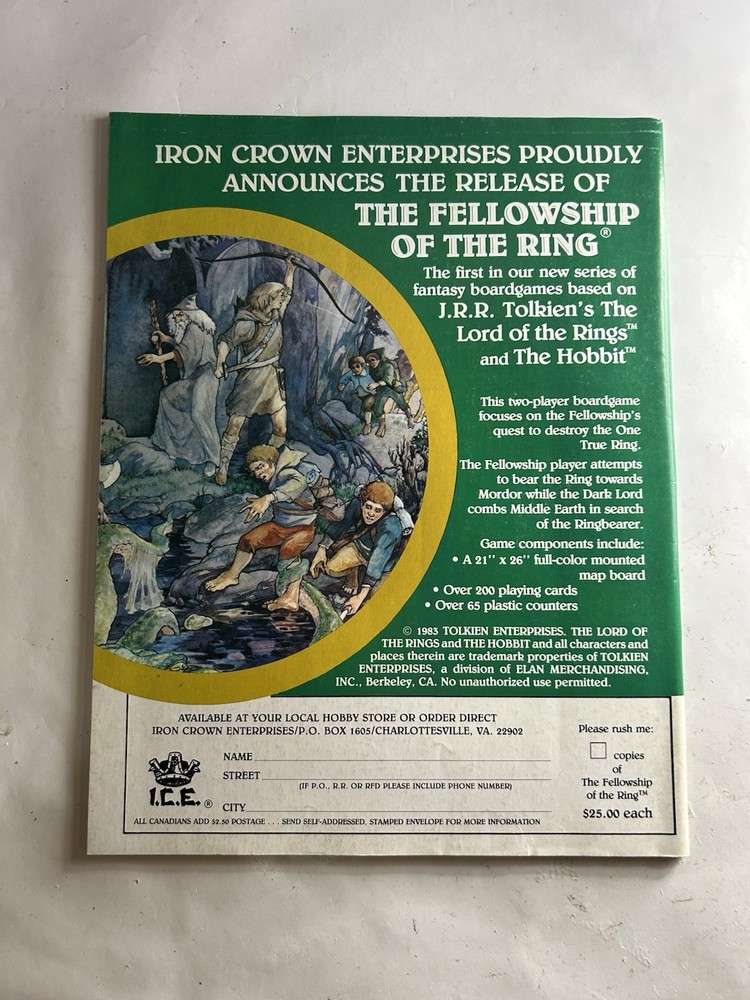 IRON CROWN ENTERPRISES PROUDLY
ANNOUNCES THE RELEASE OF
THE FELLOWSHIP
OF THE RING®
The first in our new series of
fantasy boardgames based on
J.R.R. Tolkien's The
Lord of the Rings™
and The Hobbit™
This two-player boardgame
focuses on the Fellowship's
quest to destroy the One
True Ring.
The Fellowship player attempts
to bear the Ring towards
Mordor while the Dark Lord
combs Middle Earth in search
of the Ringbearer.
Game components include:
• A 21'' x 26'' full-color mounted
map board
• Over 200 playing cards
• Over 65 plastic counters
© 1983 TOLKIEN ENTERPRISES. THE LORD OF
THE RINGS and THE HOBBIT and all characters and
places therein are trademark properties of TOLKIEN
ENTERPRISES, a division of ELAN MERCHANDISING,
INC., Berkeley, CA. No unauthorized use permitted.
AVAILABLE AT YOUR LOCAL HOBBY STORE OR ORDER DIRECT
IRON CROWN ENTERPRISES/P.O. BOX 1605/CHARLOTTESVILLE, VA. 22902
NAME
STREET
(IF P.O., R.R. OR RFD PLEASE INCLUDE PHONE NUMBER)
CITY
I.C.E.®
ALL CANADIANS ADD $2.50 POSTAGE . . . SEND SELF-ADDRESSED, STAMPED ENVELOPE FOR MORE INFORMATION
Please rush me:
copies
of
The Fellowship
of the Ring™
$25.00 each